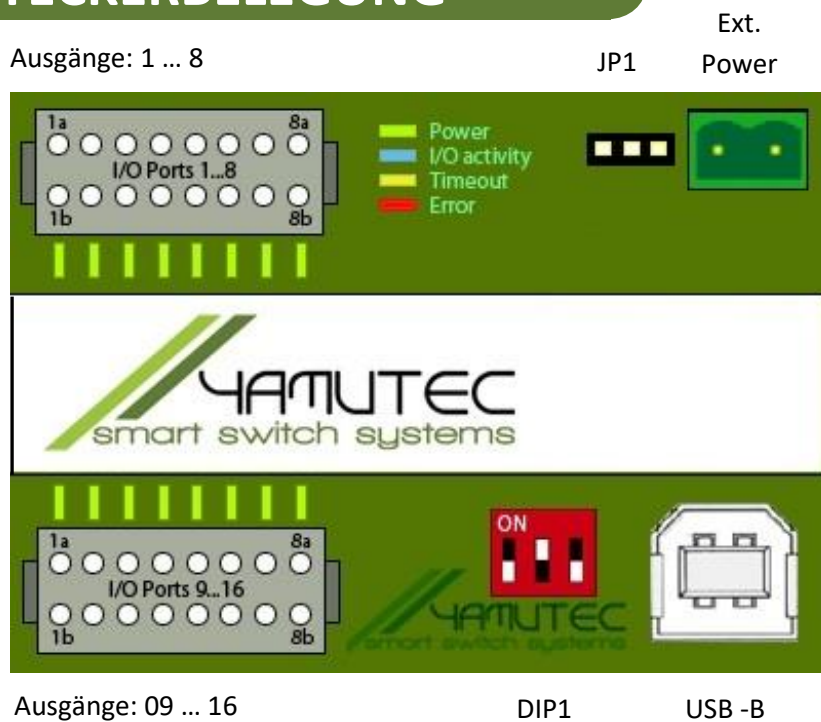 STECKERBELEGUNG
Ausgänge: 1 … 8
JP1
Ext.
Power
1a
8a
I/O Ports 1...8
1b
8b
Power
I/O activity
Timeout
Error
YAMUTEC
smart switch systems
1a
8a
I/O Ports 9...16
1b
8b
ON
YAMUTEC
smart switch systems
Ausgänge: 09 … 16
DIP1
USB -B